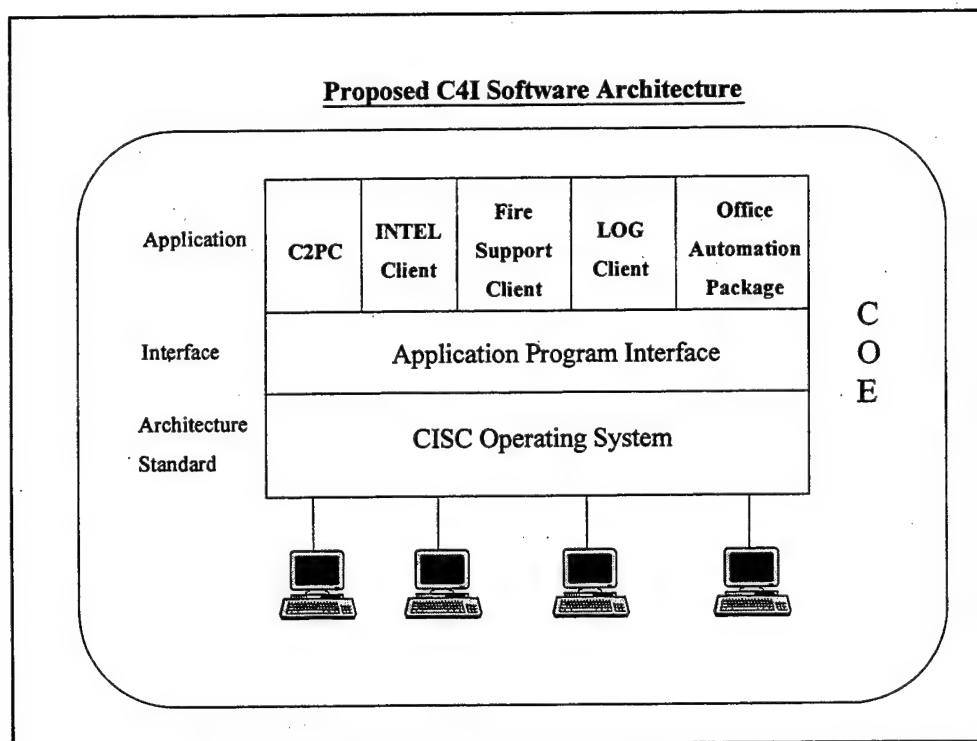 Proposed C4I Software Architecture
Application
C2PC
INTEL
Client
Fire
Support
Client
LOG
Client
Office
Automation
Package
Interface
Application Program Interface
Architecture
Standard
CISC Operating System
C
O
E